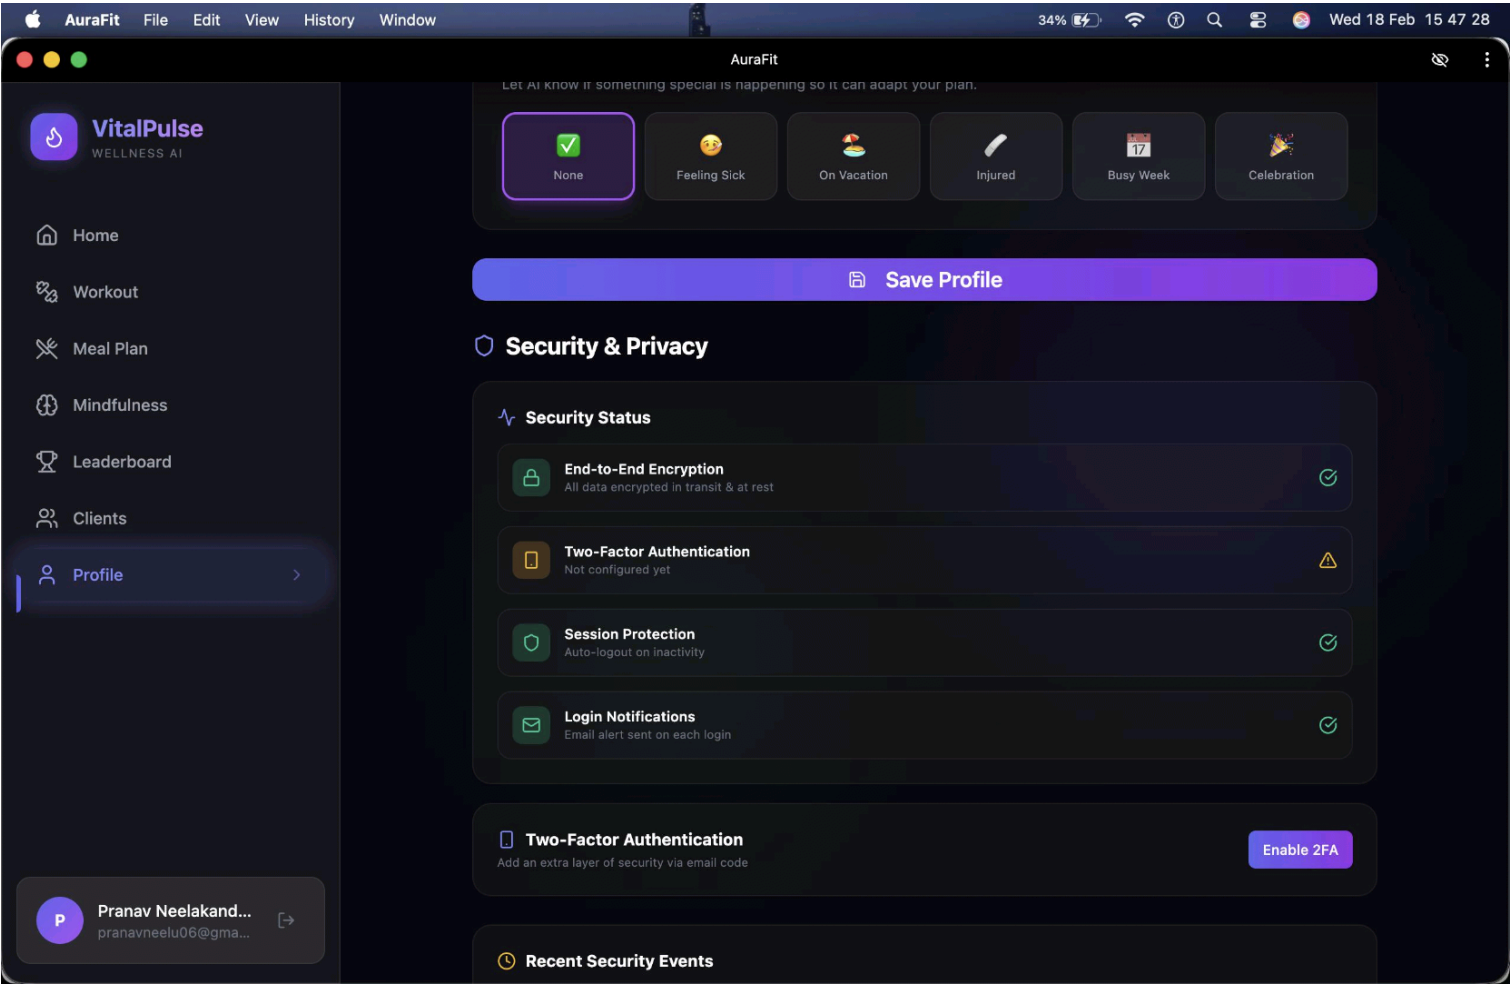 AuraFit File Edit View History Window 34% Wed 18 Feb 15 47 28
AuraFit
VitalPulse
WELLNESS AI
Home
Workout
Meal Plan
Mindfulness
Leaderboard
Clients
Profile
Pranav Neelakand...
pranavneelu06@gma...
Let AI know if something special is happening so it can adapt your plan.
None
Feeling Sick
On Vacation
Injured
17
Busy Week
Celebration
Save Profile
Security & Privacy
Security Status
End-to-End Encryption
All data encrypted in transit & at rest
Two-Factor Authentication
Not configured yet
Session Protection
Auto-logout on inactivity
Login Notifications
Email alert sent on each login
Two-Factor Authentication
Add an extra layer of security via email code
Enable 2FA
Recent Security Events
P